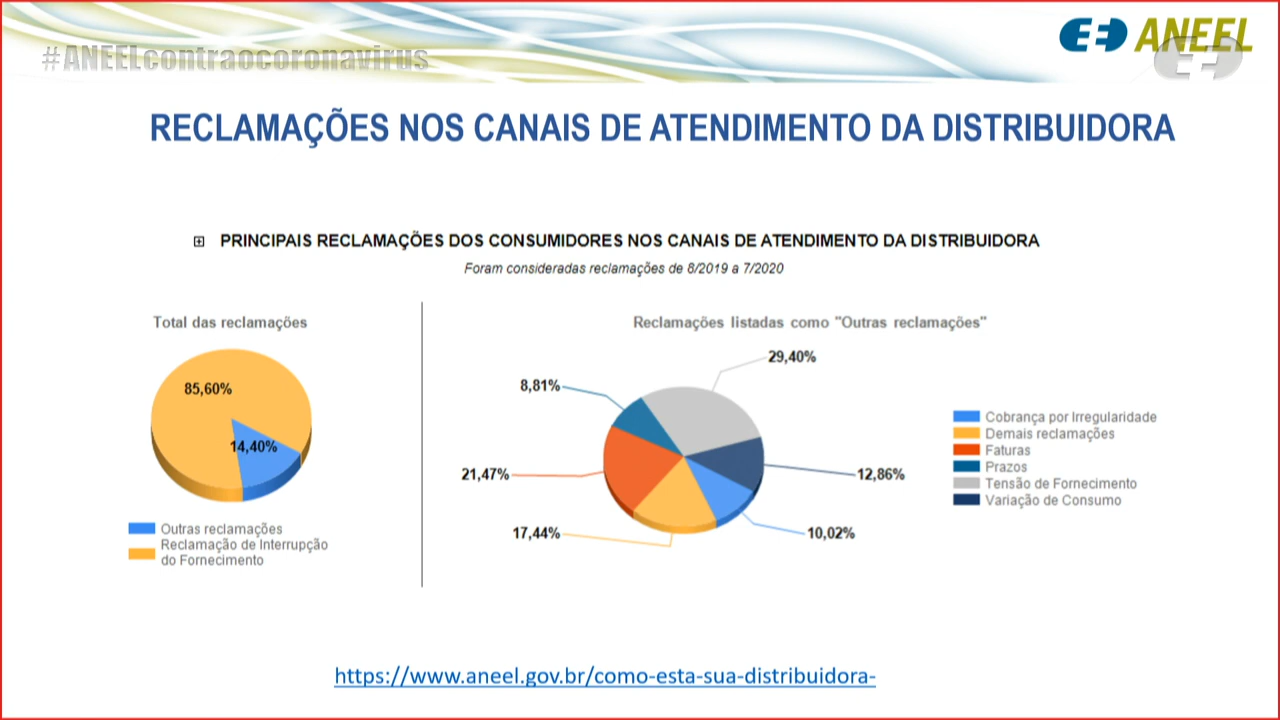 #ANEELcontraocoronavirus
ANEEL
RECLAMAÇÕES NOS CANAIS DE ATENDIMENTO DA DISTRIBUIDORA
PRINCIPAIS RECLAMAÇÕES DOS CONSUMIDORES NOS CANAIS DE ATENDIMENTO DA DISTRIBUIDORA
Foram consideradas reclamações de 8/2019 a 7/2020
Total das reclamações
85,60%
14,40%
Outras reclamações
Reclamação de Interrupção
do Fornecimento
Reclamações listadas como "Outras reclamações"
29,40%
8,81%
21,47%
12,86%
17,44%
10,02%
Cobrança por Irregularidade
Demais reclamações
Faturas
Prazos
Tensão de Fornecimento
Variação de Consumo
https://www.aneel.gov.br/como-esta-sua-distribuidora-